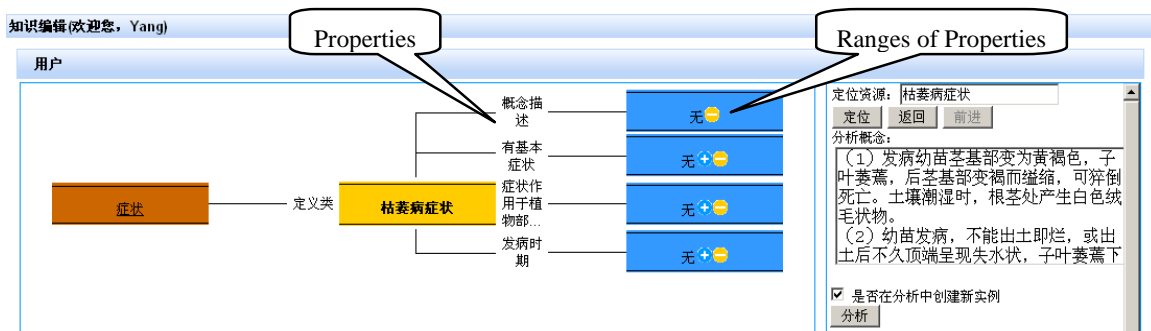 知识编辑(欢迎您，Yang)
Properties
Ranges of Properties
用户
症状
定义类
枯萎病症状
概念描
述
无
有基本
症状
无
症状作
用于植
物部...
无
发病时
期
无
定位资源: 枯萎病症状
定位 返回 前进
分析概念:
（1）发病幼苗茎基部变为黄褐色，子
叶萎蔫，后茎基部变褐而缢缩，可猝倒
死亡。土壤潮湿时，根茎处产生白色绒
毛状物。
（2）幼苗发病，不能出土即烂，或出
土后不久顶端呈现失水状，子叶萎蔫下
是否在分析中创建新实例
分析